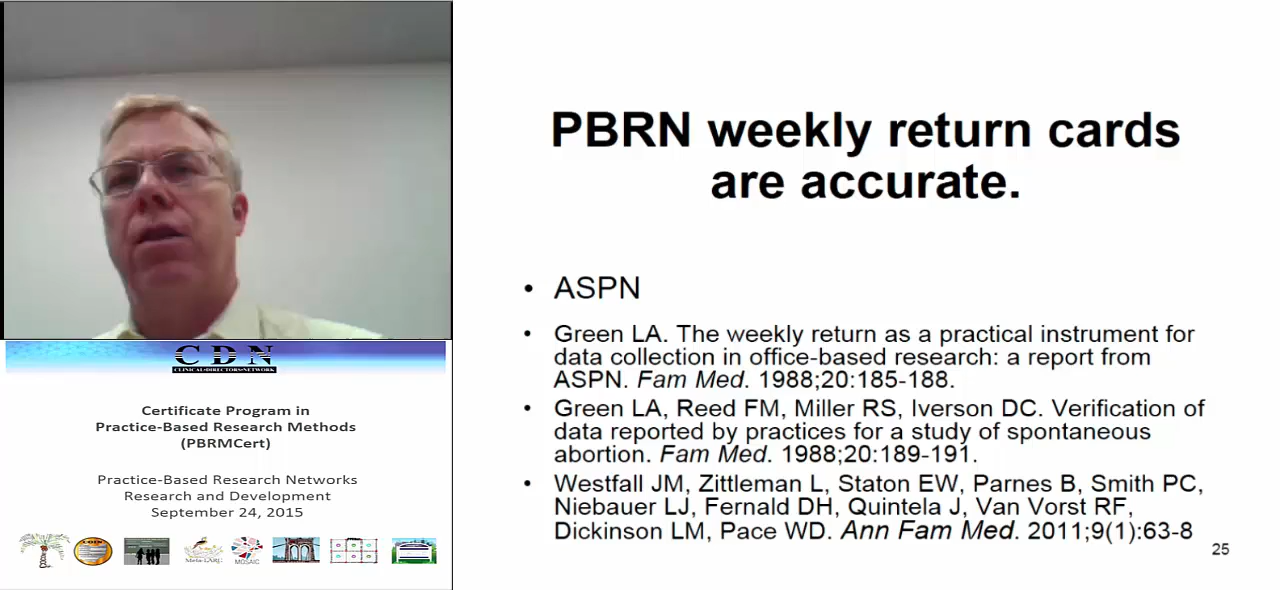 PBRN weekly return cards
are accurate.
• ASPN
• Green LA. The weekly return as a practical instrument for
data collection in office-based research: a report from
ASPN. Fam Med. 1988;20:185-188.
• Green LA, Reed FM, Miller RS, Iverson DC. Verification of
data reported by practices for a study of spontaneous
abortion. Fam Med. 1988;20:189-191.
• Westfall JM, Zittleman L, Staton EW, Parnes B, Smith PC,
Niebauer LJ, Fernald DH, Quintela J, Van Vorst RF,
Dickinson LM, Pace WD. Ann Fam Med. 2011;9(1):63-8
25
CDN
CLINICAL•DIRECTORS•NETWORK
Certificate Program in
Practice-Based Research Methods
(PBRMCert)
Practice-Based Research Networks
Research and Development
September 24, 2015
MOSAIC